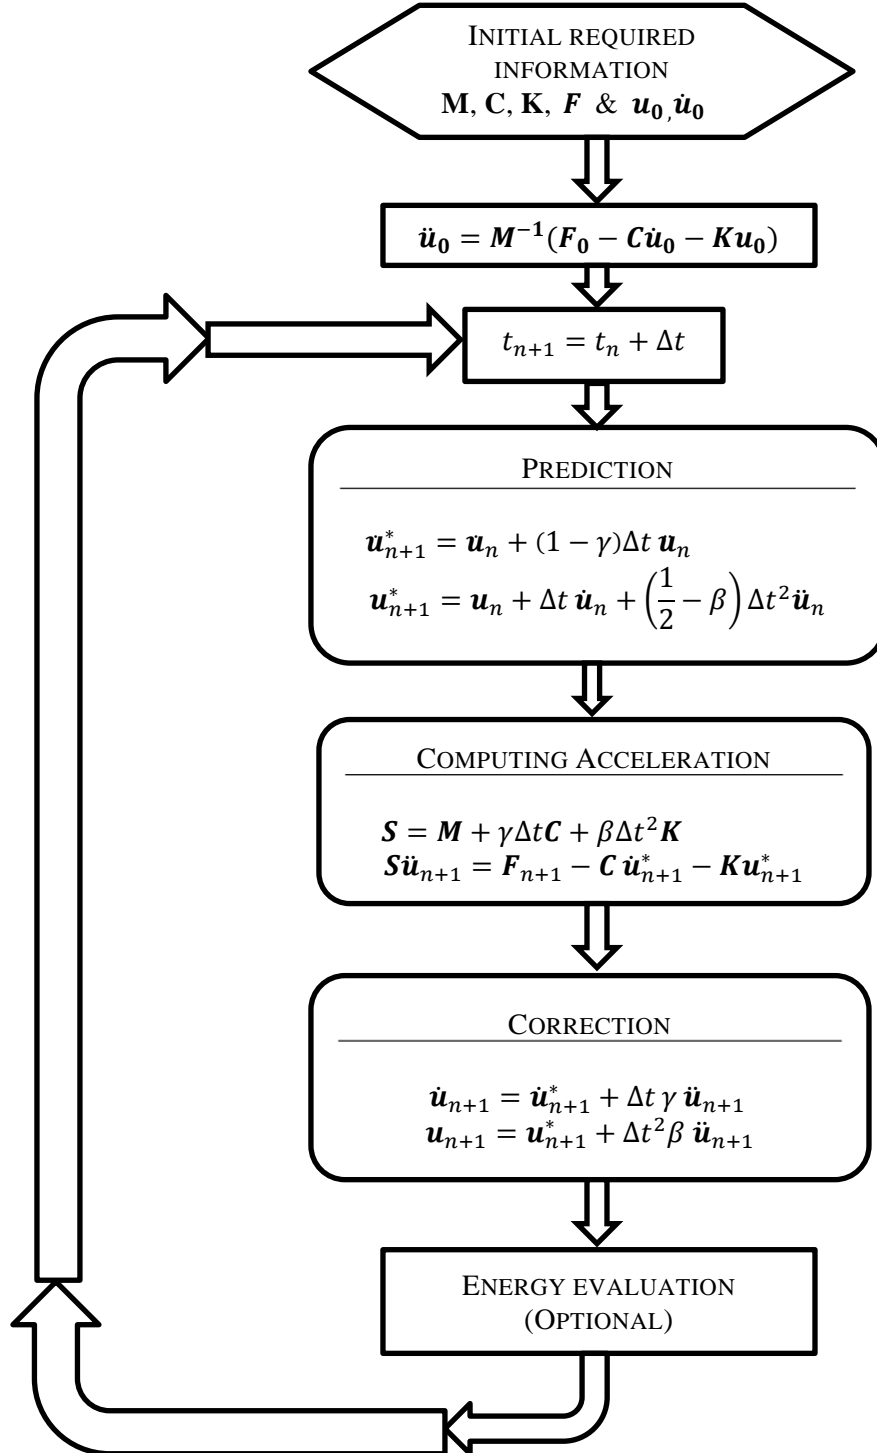 INITIAL REQUIRED
INFORMATION
M, C, K, F & u₀, u̇₀
ü₀ = M⁻¹(F₀ − Cu̇₀ − Ku₀)
tₙ₊₁ = tₙ + Δt
PREDICTION
u̇*ₙ₊₁ = u̇ₙ + (1 − γ)Δt üₙ
u*ₙ₊₁ = uₙ + Δt u̇ₙ + (1/2 − β) Δt²üₙ
COMPUTING ACCELERATION
S = M + γΔtC + βΔt²K
Süₙ₊₁ = Fₙ₊₁ − C u̇*ₙ₊₁ − Ku*ₙ₊₁
CORRECTION
u̇ₙ₊₁ = u̇*ₙ₊₁ + Δt γ üₙ₊₁
uₙ₊₁ = u*ₙ₊₁ + Δt²β üₙ₊₁
ENERGY EVALUATION
(OPTIONAL)